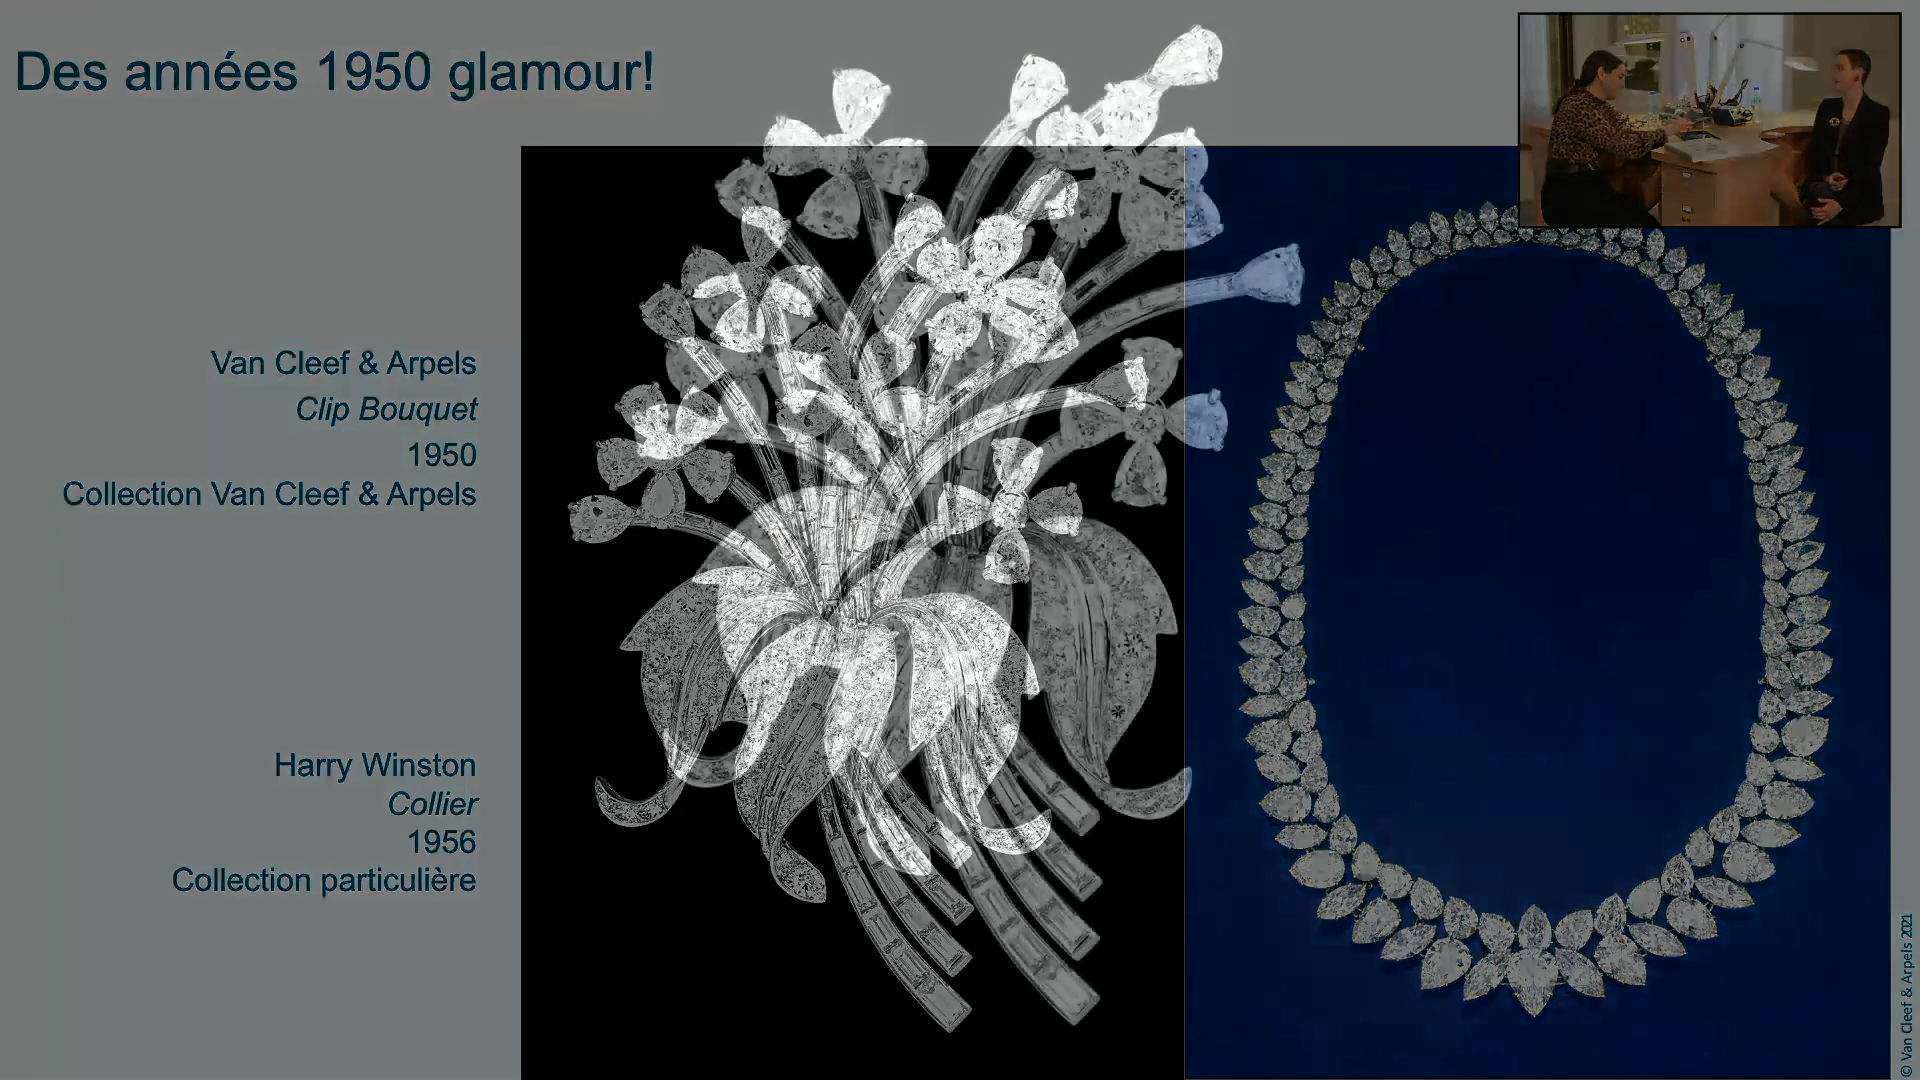 Des années 1950 glamour!
Van Cleef & Arpels
Clip Bouquet
1950
Collection Van Cleef & Arpels
Harry Winston
Collier
1956
Collection particulière
© Van Cleef & Arpels 2021